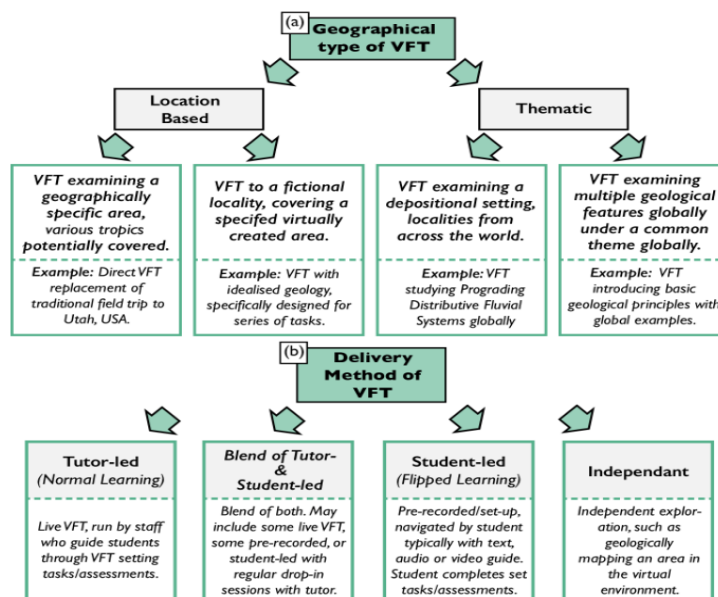 (a)
Geographical
type of VFT
Location
Based
Thematic
VFT examining a
geographically
specific area,
various tropics
potentially covered.
Example: Direct VFT
replacement of
traditional field trip to
Utah, USA.
VFT to a fictional
locality, covering a
specifed virtually
created area.
Example: VFT with
idealised geology,
specifically designed for
series of tasks.
VFT examining a
depositional setting,
localities from
across the world.
Example: VFT
studying Prograding
Distributive Fluvial
Systems globally
VFT examining
multiple geological
features globally
under a common
theme globally.
Example: VFT
introducing basic
geological principles with
global examples.
(b)
Delivery
Method of
VFT
Tutor-led
(Normal Learning)
Live VFT, run by staff
who guide students
through VFT setting
tasks/assessments.
Blend of Tutor-
&
Student-led
Blend of both. May
include some live VFT,
some pre-recorded, or
student-led with
regular drop-in
sessions with tutor.
Student-led
(Flipped Learning)
Pre-recorded/set-up,
navigated by student
typically with text,
audio or video guide.
Student completes set
tasks/assessments.
Independant
Independent explor-
ation, such as
geologically
mapping an area in
the virtual
environment.